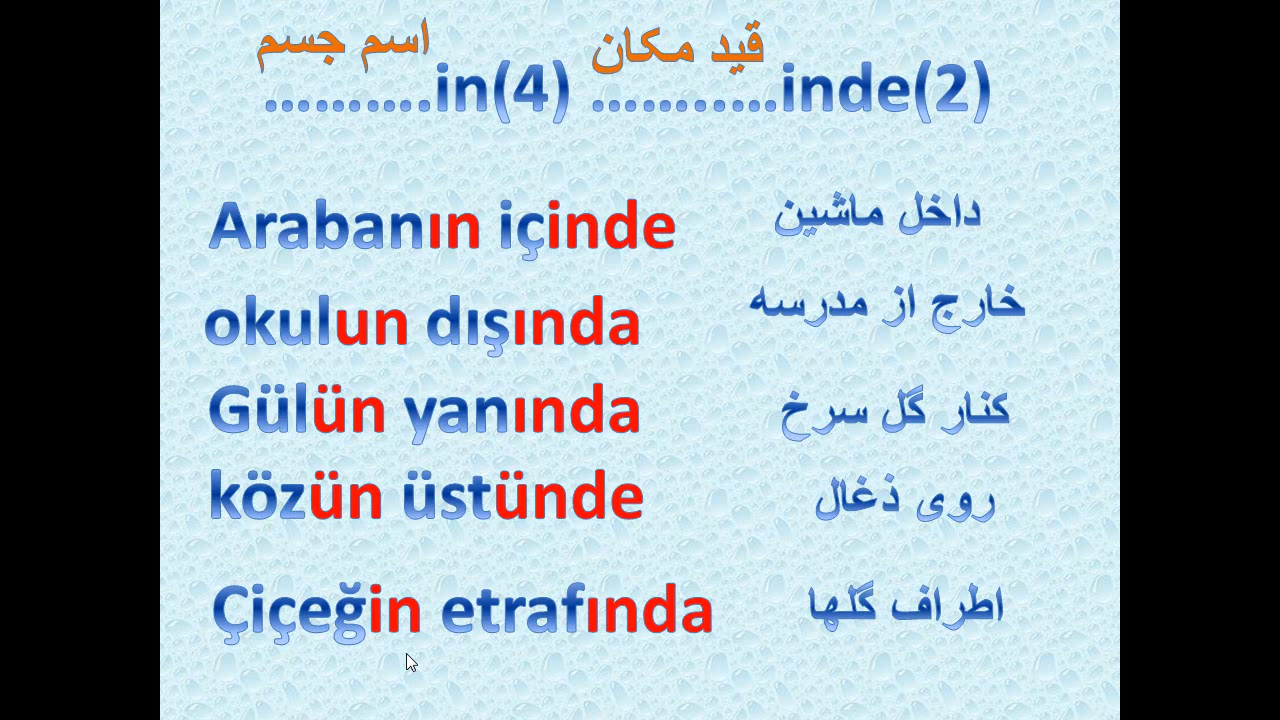 اسم جسم قید مکان
..........in(4) ...........inde(2)
Arabanın içinde داخل ماشین
okulun dışında خارج از مدرسه
Gülün yanında کنار گل سرخ
közün üstünde روی ذغال
Çiçeğin etrafında اطراف گلها